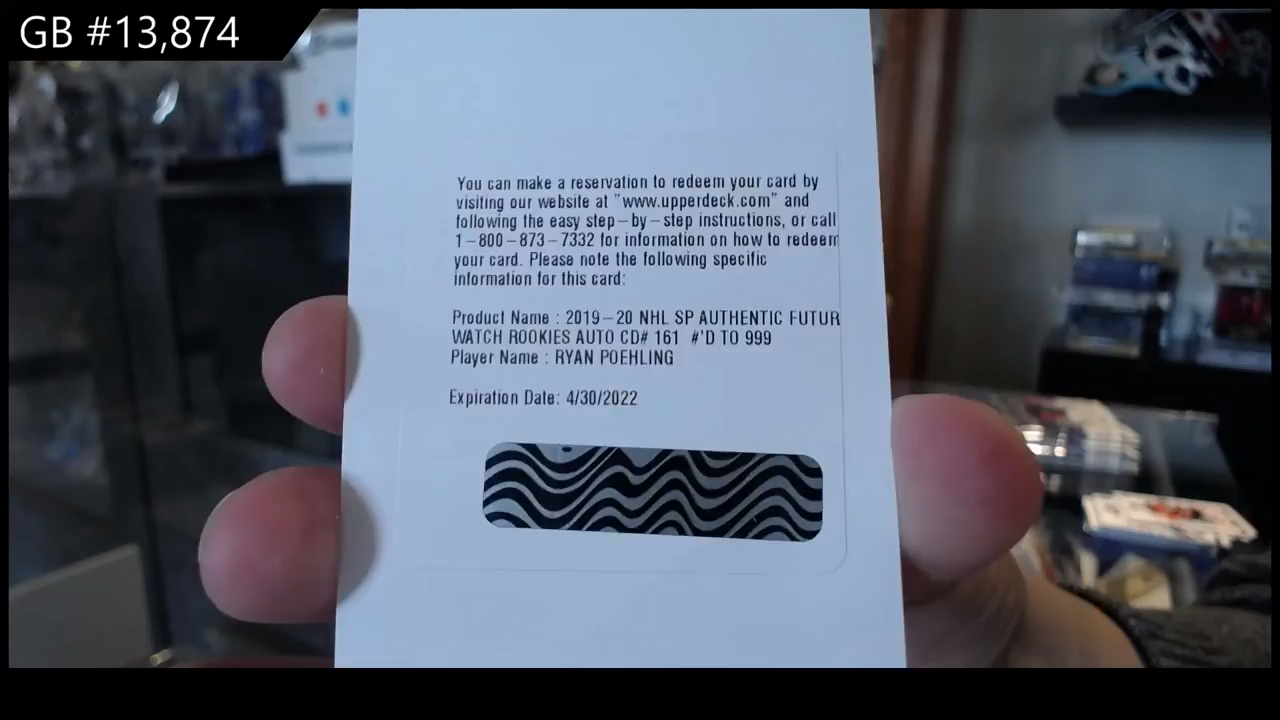 GB #13,874
You can make a reservation to redeem your card by
visiting our website at "www.upperdeck.com" and
following the easy step-by-step instructions, or call
1-800-873-7332 for information on how to redeem
your card. Please note the following specific
information for this card:
Product Name : 2019-20 NHL SP AUTHENTIC FUTUR
WATCH ROOKIES AUTO CD# 161 #'D TO 999
Player Name : RYAN POEHLING
Expiration Date: 4/30/2022